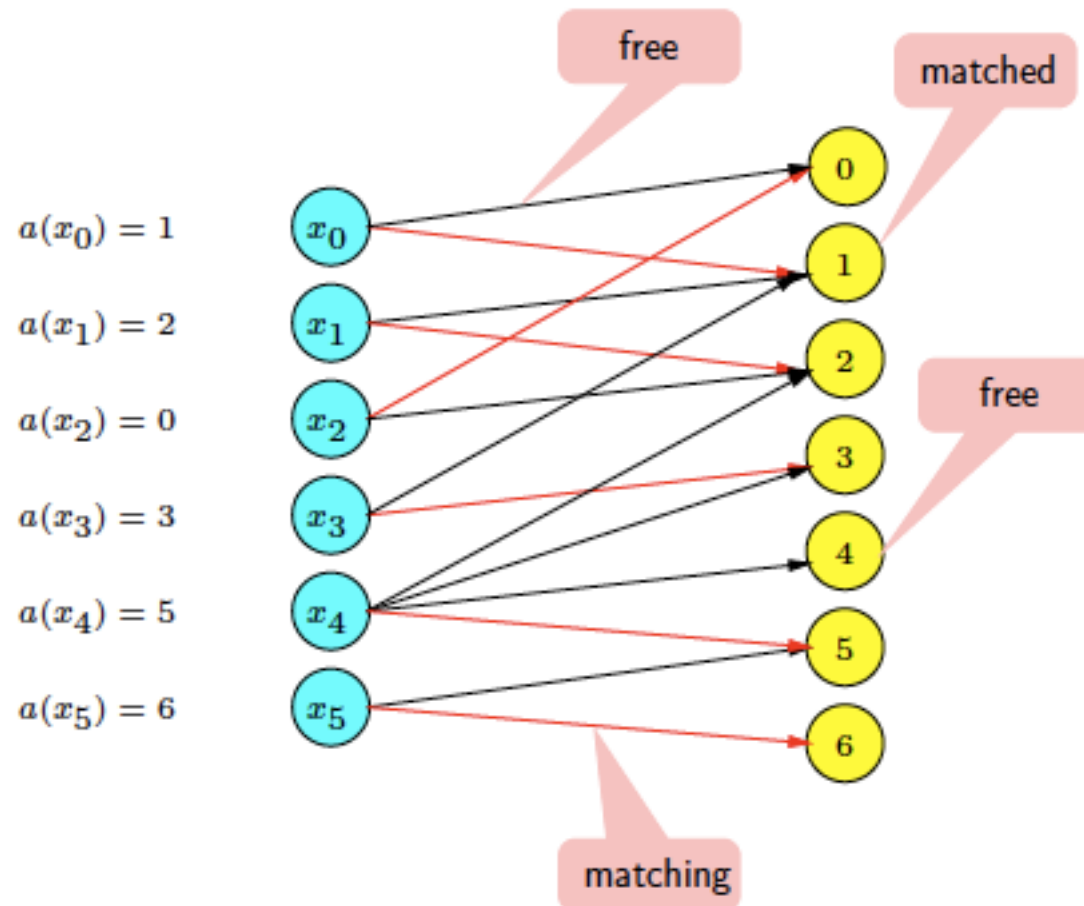 free
matched
a(x₀) = 1
x₀
0
1
a(x₁) = 2
x₁
2
free
a(x₂) = 0
x₂
3
a(x₃) = 3
x₃
4
a(x₄) = 5
x₄
5
a(x₅) = 6
x₅
6
matching